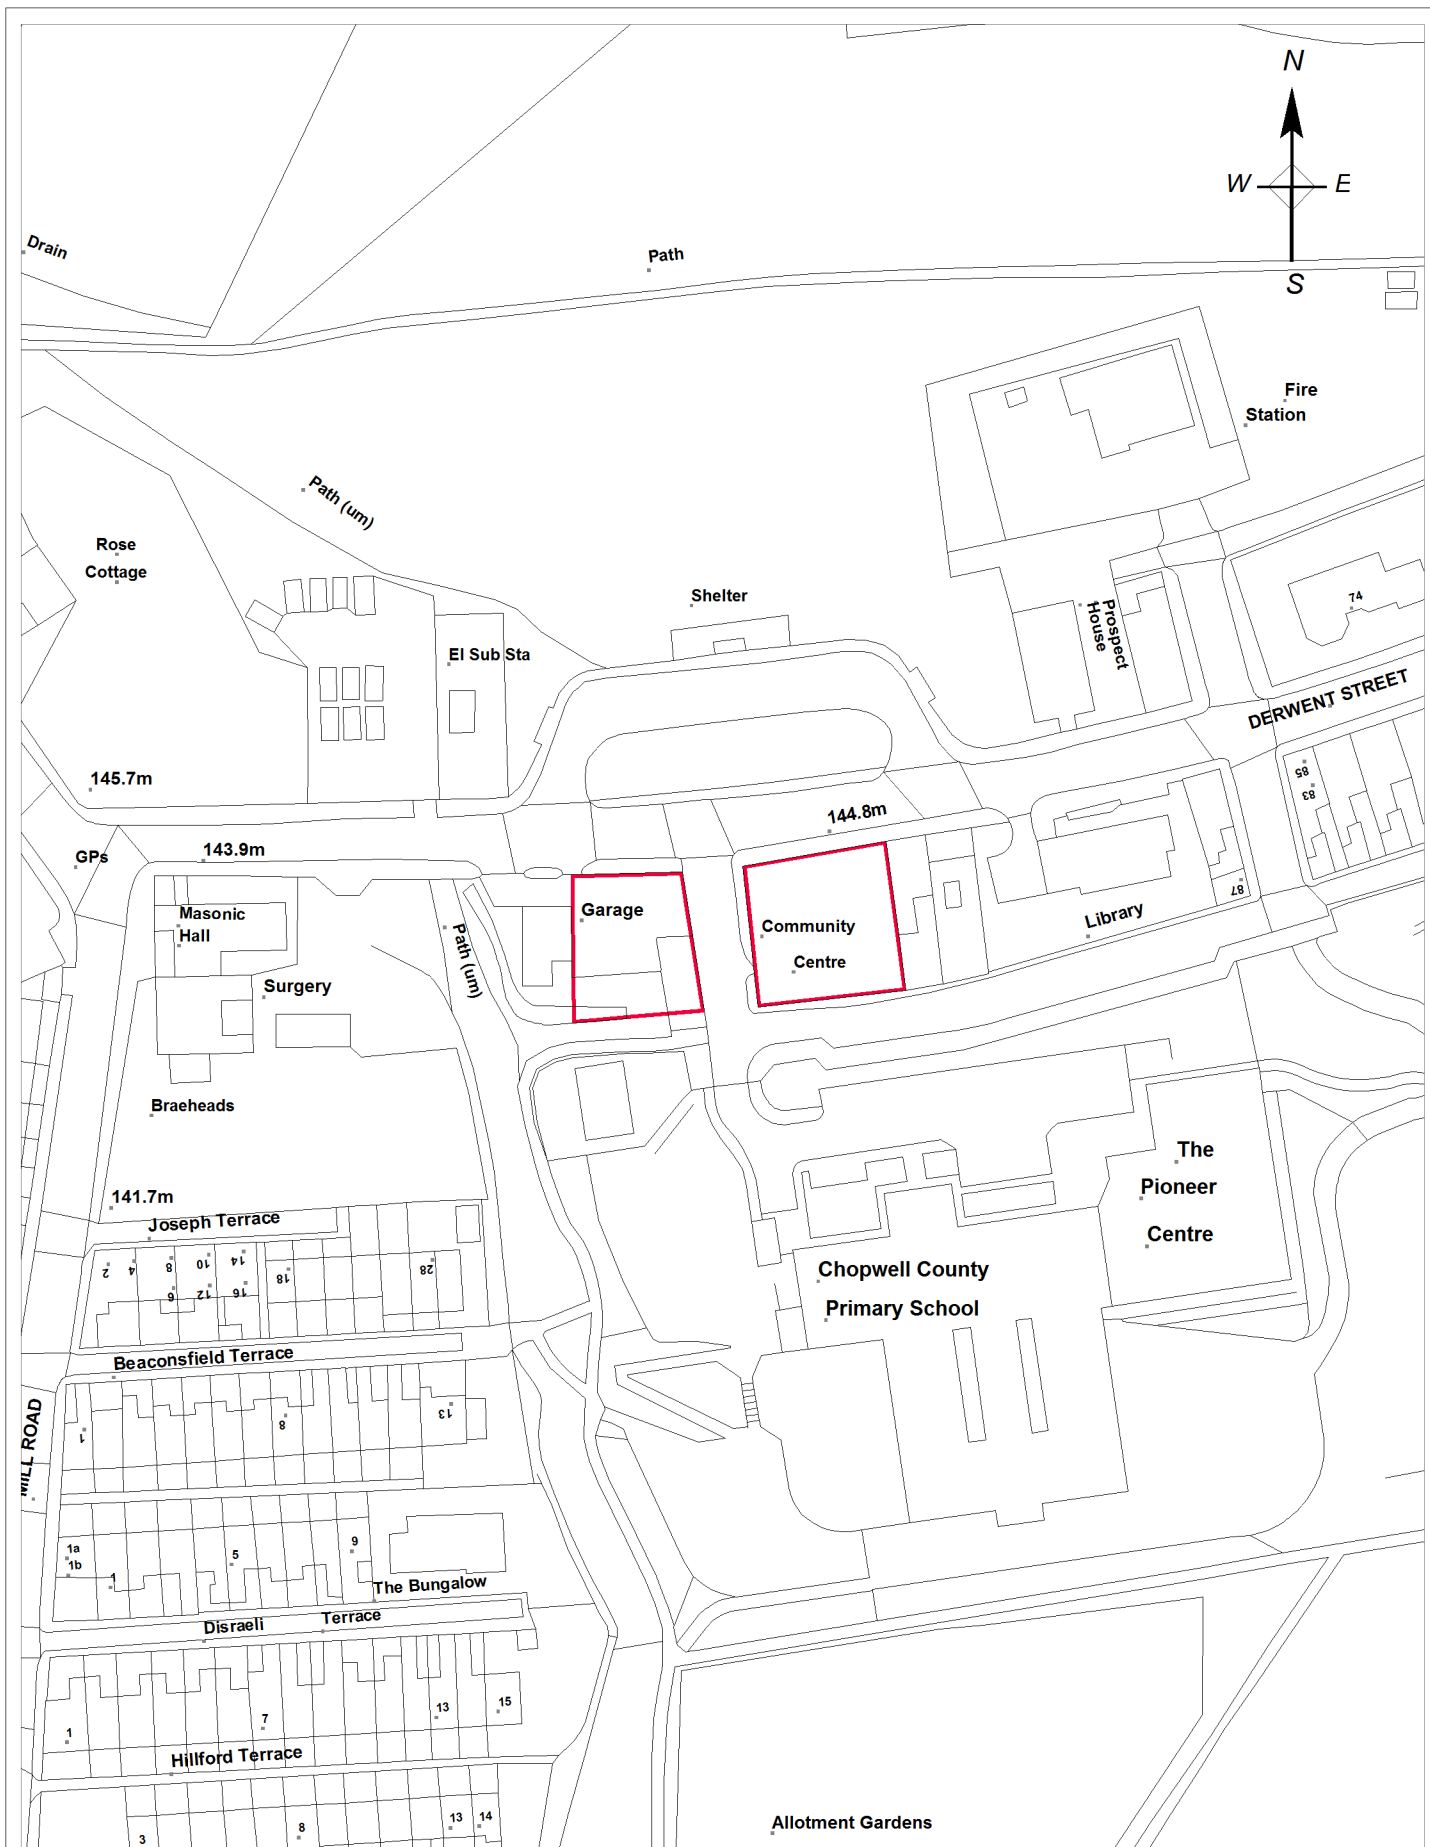 N
W E
S
Drain
Path
Fire
Station
Path (um)
Rose
Cottage
Shelter
74
Prospect
House
El Sub Sta
DERWENT STREET
145.7m
85
83
144.8m
143.9m
GPs
87
Masonic
Hall
Garage
Community
Centre
Library
Path (um)
Surgery
Braeheads
The
Pioneer
Centre
141.7m
Joseph Terrace
2
4
8
10
14
18
28
6
12
16
Chopwell County
Primary School
Beaconsfield Terrace
MILL ROAD
1
8
13
1a
1b
1
5
9
The Bungalow
Disraeli Terrace
1
7
13
15
Hillford Terrace
3
8
13
14
Allotment Gardens